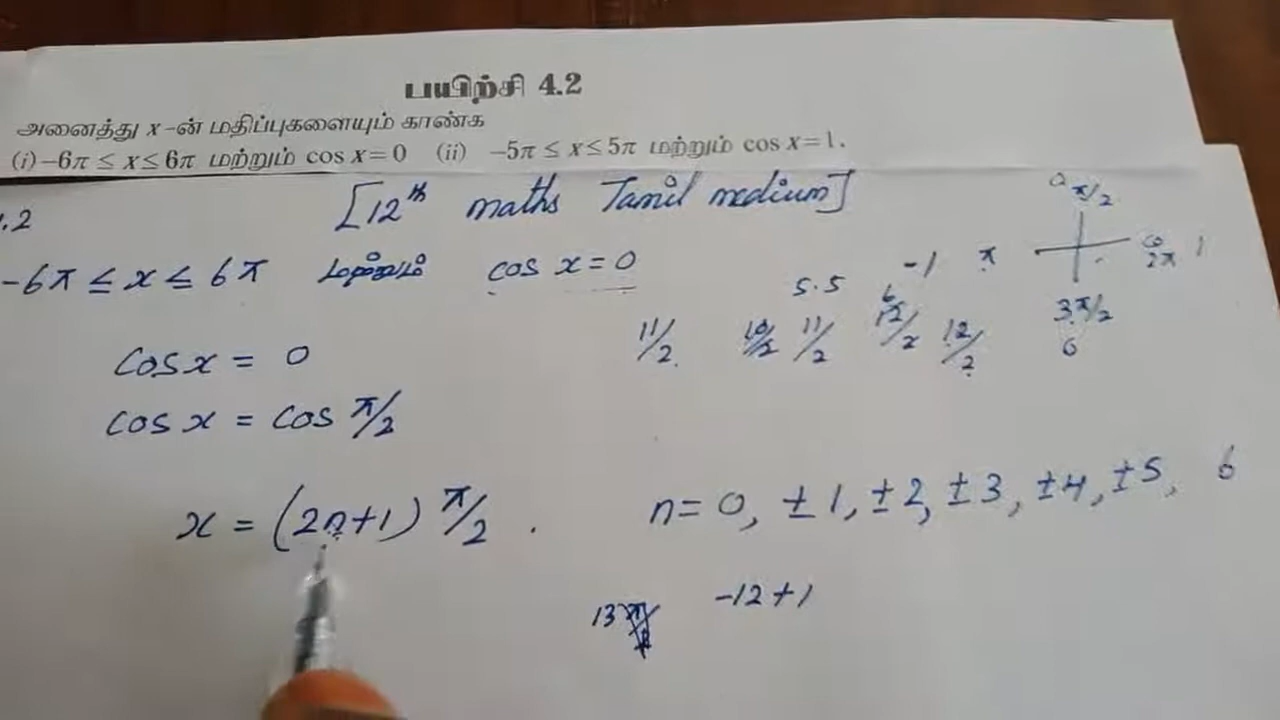 பயிற்சி 4.2
அனைத்து x-ன் மதிப்புகளையும் காண்க
(i) -6π ≤ x ≤ 6π மற்றும் cos x = 0 (ii) -5π ≤ x ≤ 5π மற்றும் cos x = 1.
.2 [12th maths Tamil medium]
-6π ≤ x ≤ 6π மற்றும் cos x = 0
0 π/2
-1 π
2π 1
3π/2
5.5
11/2 11/2 12/2
Cos x = 0
cos x = cos π/2
x = (2n+1) π/2 . n = 0, ±1, ±2, ±3, ±4, ±5, 6
13 -12+1